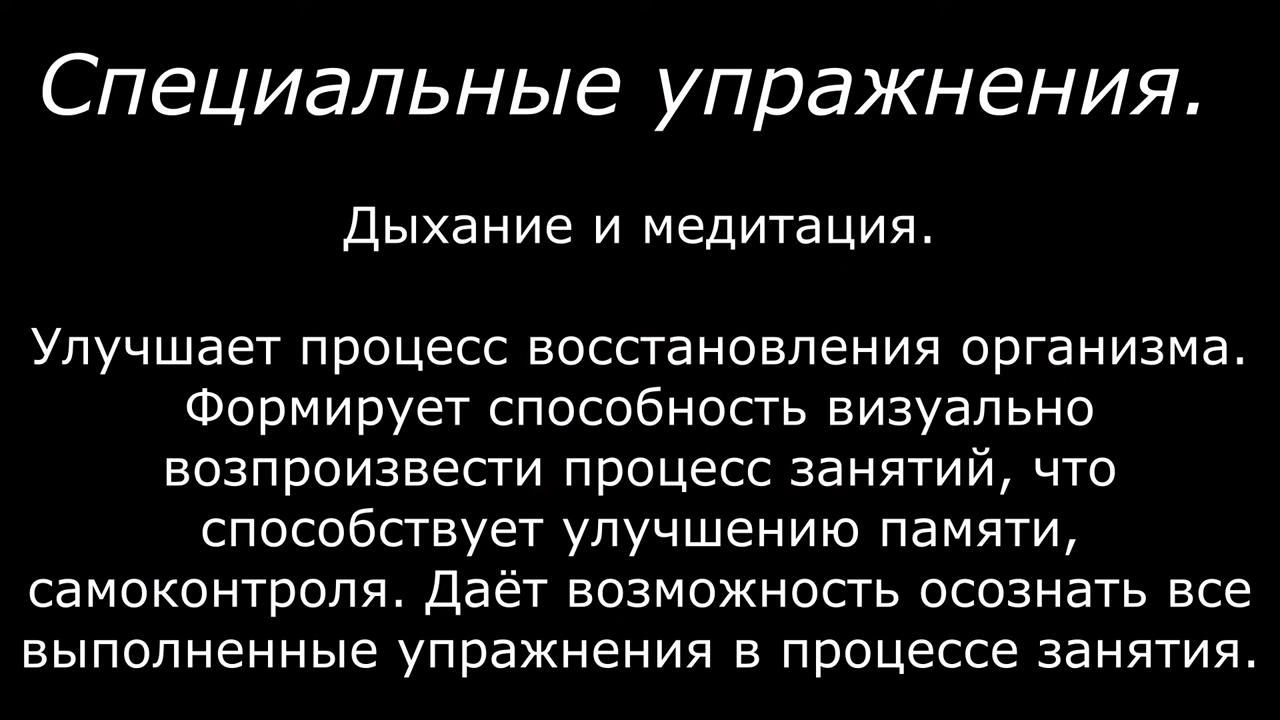 Специальные упражнения.
Дыхание и медитация.
Улучшает процесс восстановления организма.
Формирует способность визуально
возпроизвести процесс занятий, что
способствует улучшению памяти,
самоконтроля. Даёт возможность осознать все
выполненные упражнения в процессе занятия.